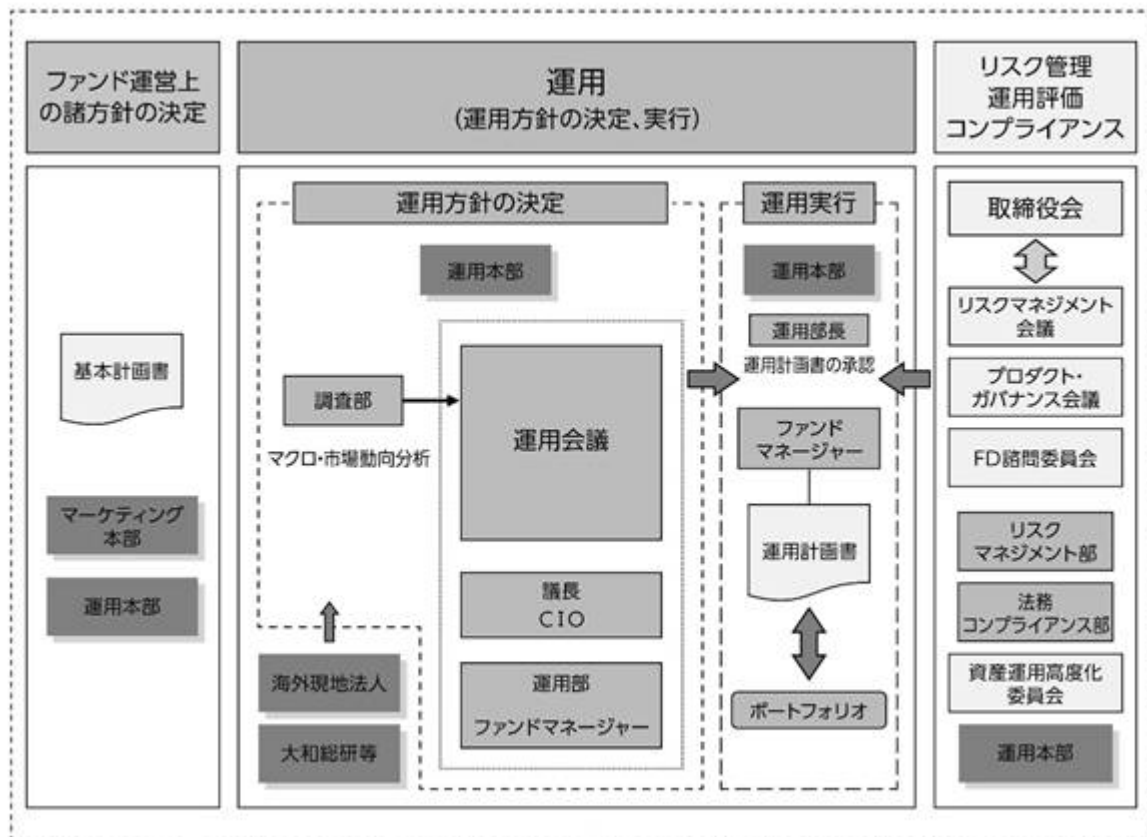 ファンド運営上
の諸方針の決定
運用
(運用方針の決定、実行)
リスク管理
運用評価
コンプライアンス
基本計画書
マーケティング
本部
運用本部
運用方針の決定
運用本部
調査部
マクロ・市場動向分析
運用会議
議長
CIO
運用部
ファンドマネージャー
海外現地法人
大和総研等
運用実行
運用本部
運用部長
運用計画書の承認
ファンド
マネージャー
運用計画書
ポートフォリオ
取締役会
リスクマネジメント
会議
プロダクト・
ガバナンス会議
FD諮問委員会
リスク
マネジメント部
法務
コンプライアンス部
資産運用高度化
委員会
運用本部